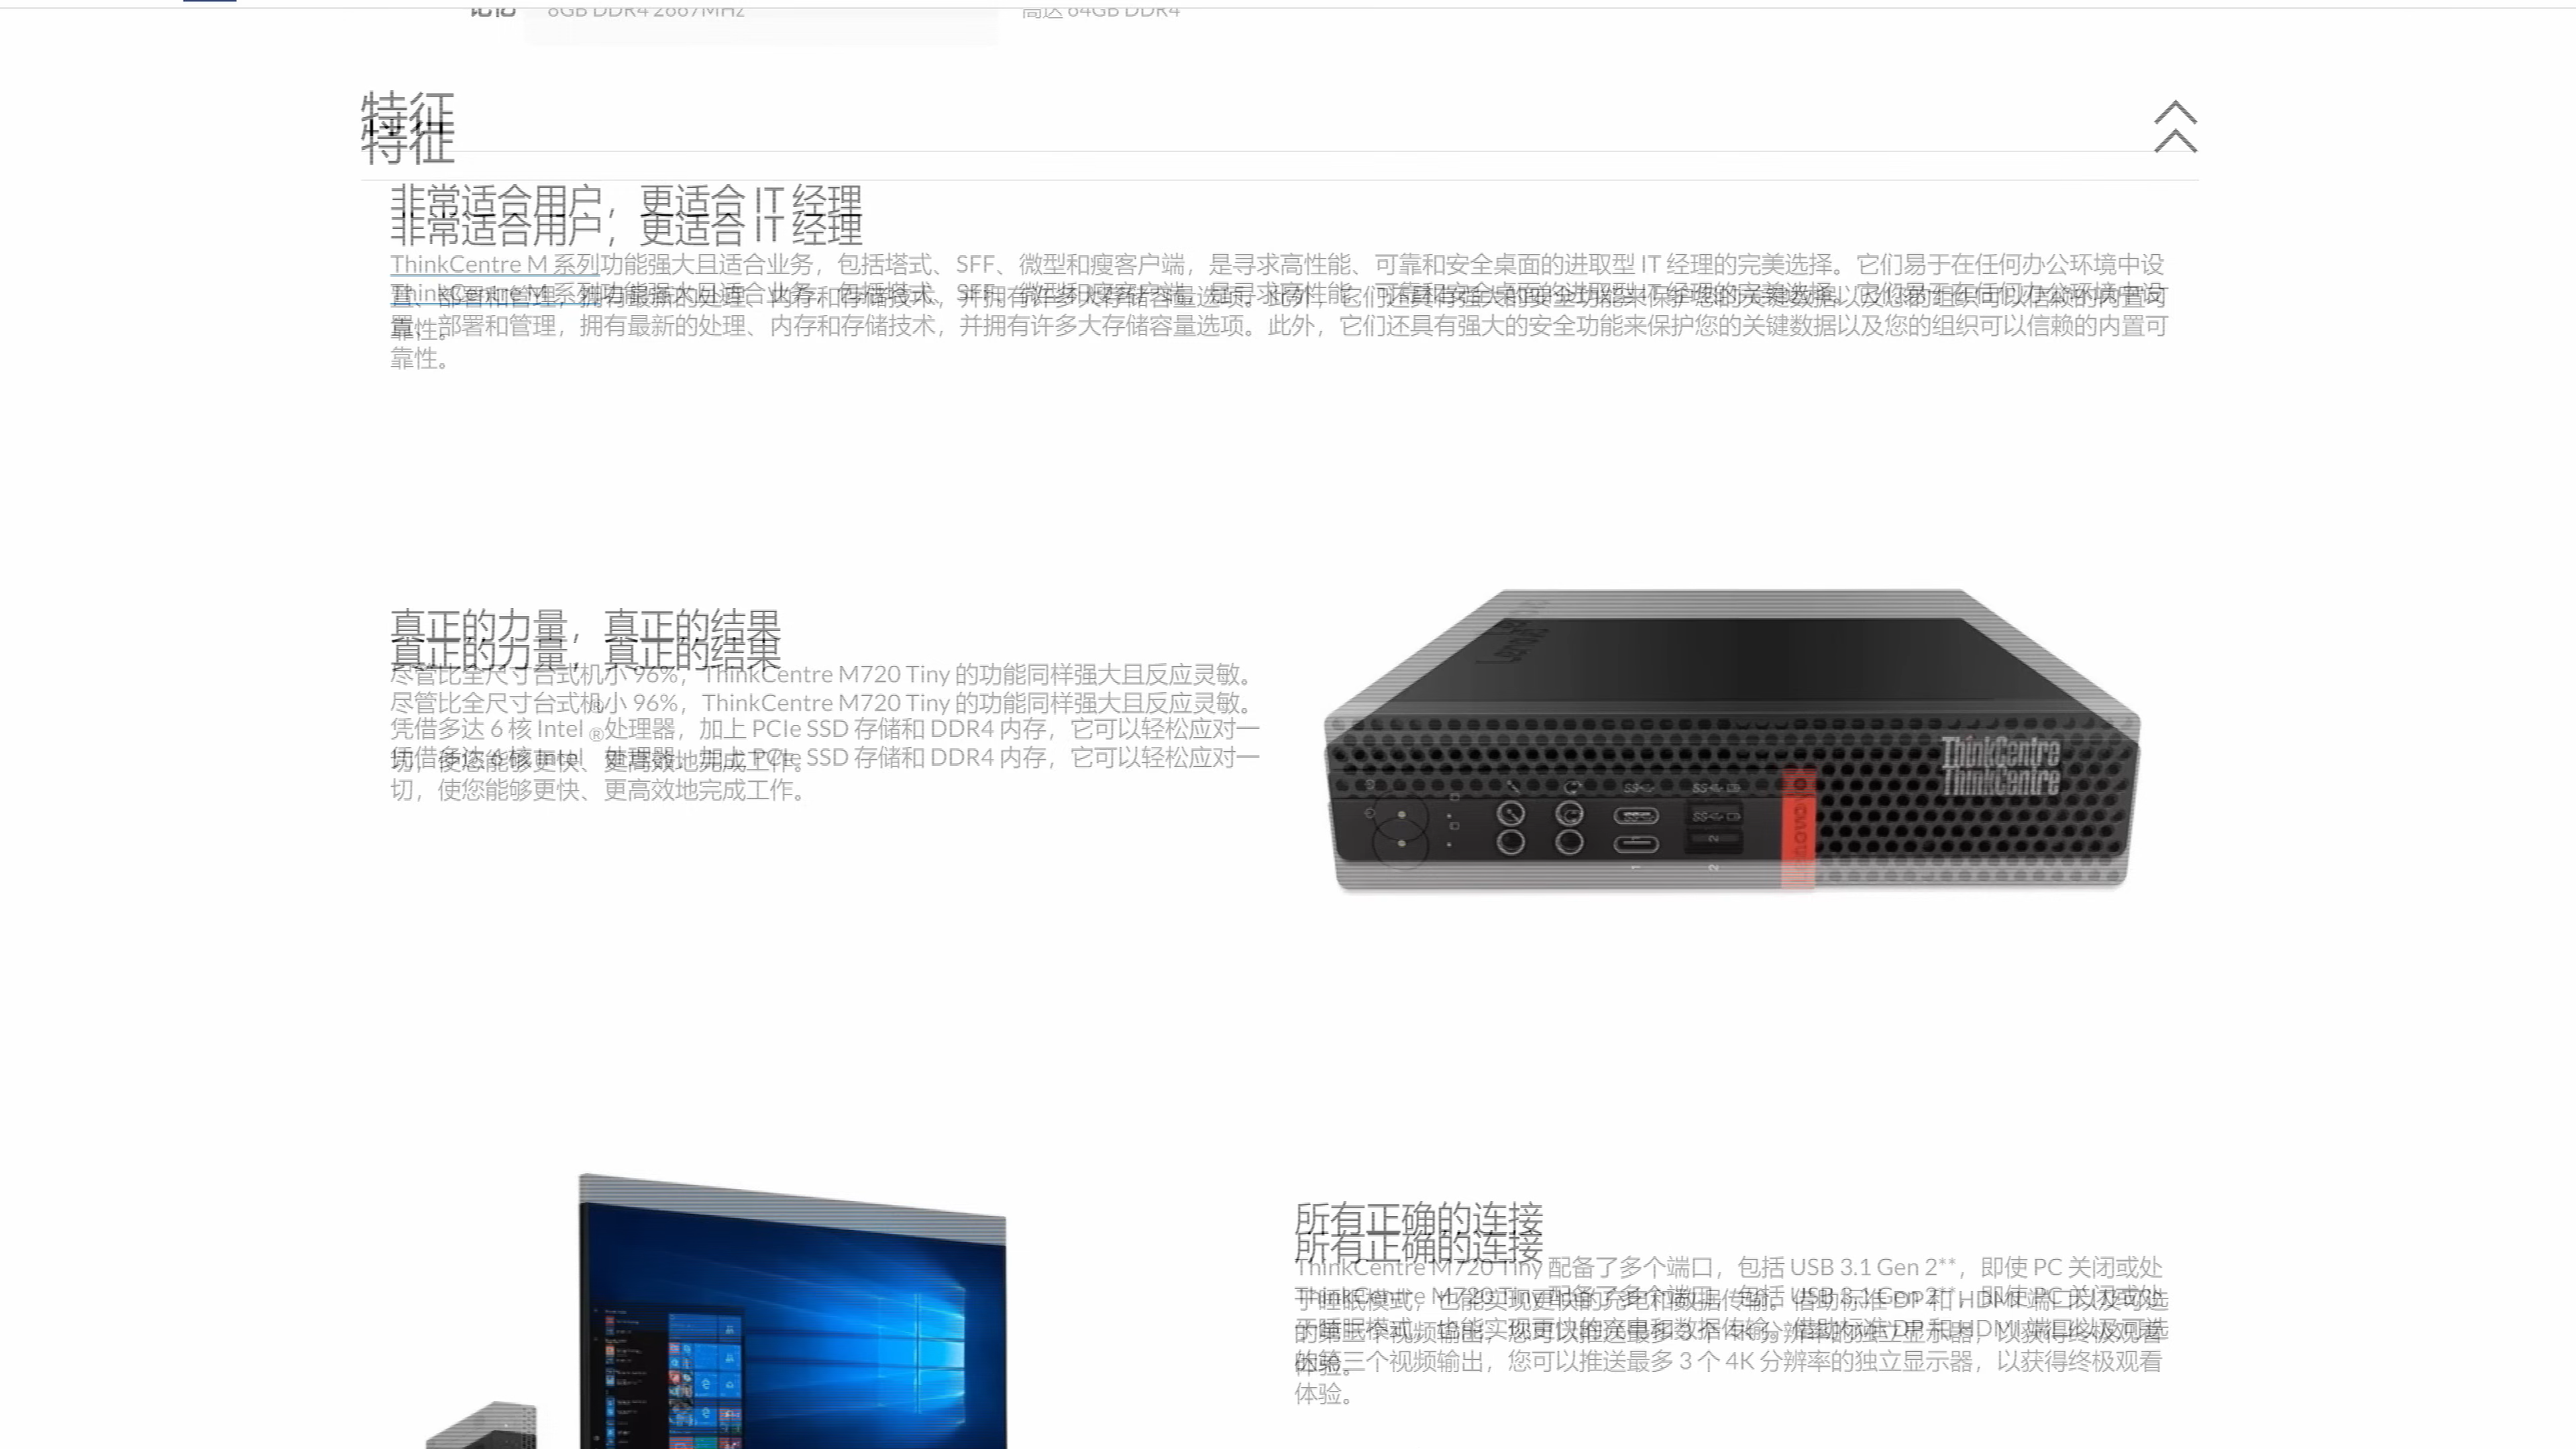 8GB DDR4 2667MHz
高达 64GB DDR4
特征
非常适合用户，更适合 IT 经理
ThinkCentre M 系列功能强大且适合业务，包括塔式、SFF、微型和瘦客户端，是寻求高性能、可靠和安全桌面的进取型 IT 经理的完美选择。它们易于在任何办公环境中设
置、部署和管理，拥有最新的处理、内存和存储技术，并拥有许多大存储容量选项。此外，它们还具有强大的安全功能来保护您的关键数据以及您的组织可以信赖的内置可
靠性。
真正的力量，真正的结果
尽管比全尺寸台式机小 96%，ThinkCentre M720 Tiny 的功能同样强大且反应灵敏。
凭借多达 6 核 Intel ®处理器，加上 PCIe SSD 存储和 DDR4 内存，它可以轻松应对一
切，使您能够更快、更高效地完成工作。
Lenovo
ThinkCentre
所有正确的连接
ThinkCentre M720 Tiny 配备了多个端口，包括 USB 3.1 Gen 2**，即使 PC 关闭或处
于睡眠模式，也能实现更快的充电和数据传输。借助标准 DP 和 HDMI 端口以及可选
的第三个视频输出，您可以推送最多 3 个 4K 分辨率的独立显示器，以获得终极观看
体验。